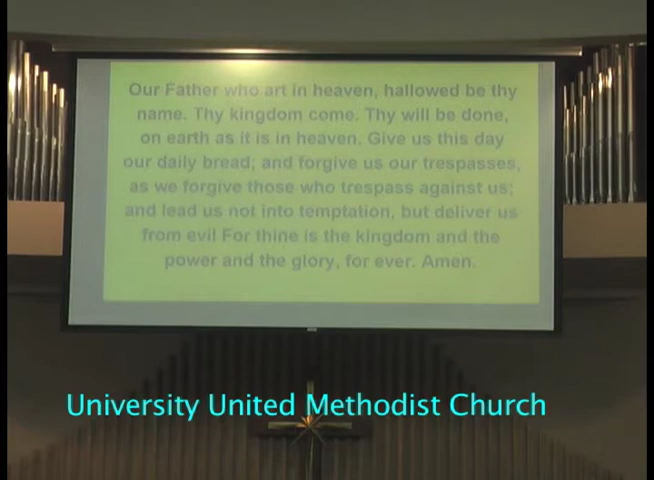 Our Father who art in heaven, hallowed be thy
name. Thy kingdom come. Thy will be done,
on earth as it is in heaven. Give us this day
our daily bread; and forgive us our trespasses,
as we forgive those who trespass against us;
and lead us not into temptation, but deliver us
from evil For thine is the kingdom and the
power and the glory, for ever. Amen.
University United Methodist Church